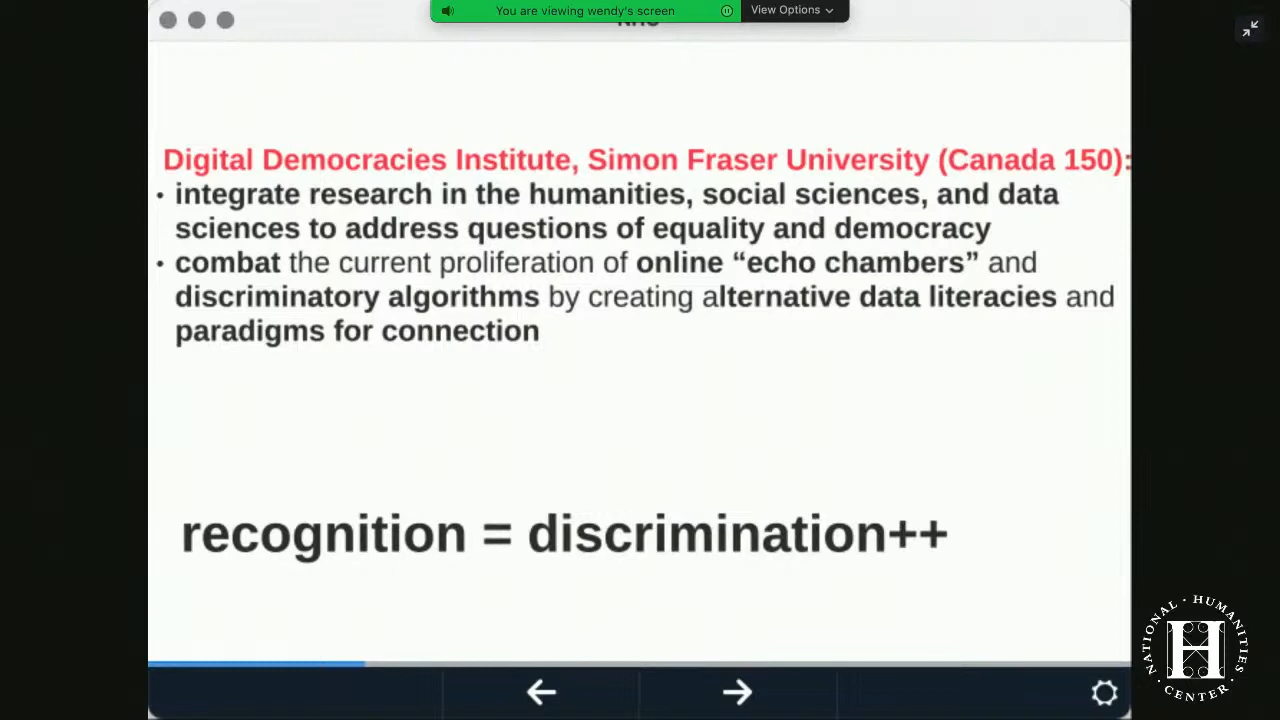 You are viewing wendy's screen
View Options
NHC
Digital Democracies Institute, Simon Fraser University (Canada 150):
• integrate research in the humanities, social sciences, and data
sciences to address questions of equality and democracy
• combat the current proliferation of online “echo chambers” and
discriminatory algorithms by creating alternative data literacies and
paradigms for connection
recognition = discrimination++
NATIONAL · HUMANITIES · CENTER ·
H